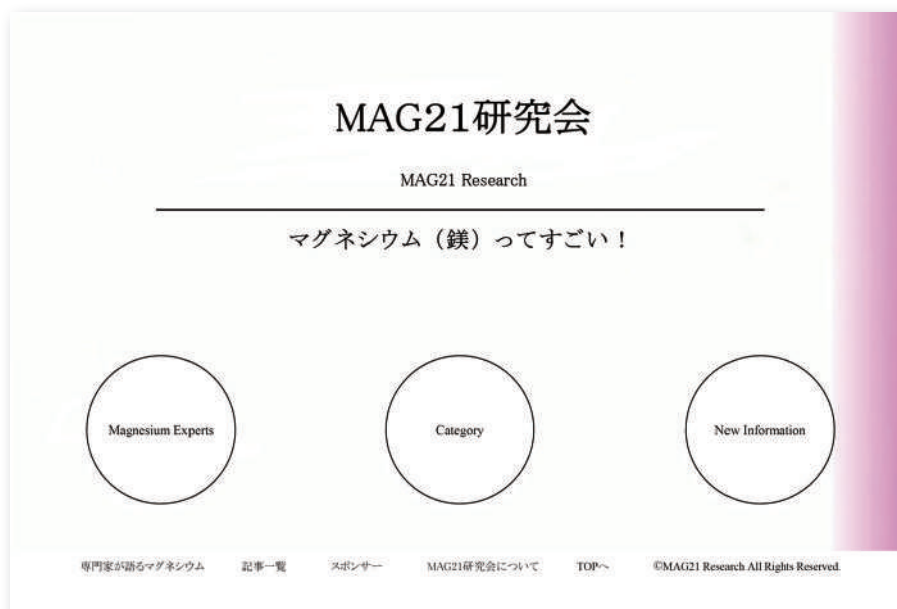 MAG21研究会
MAG21 Research
マグネシウム（鎂）ってすごい！
Magnesium Experts
Category
New Information
専門家が語るマグネシウム 記事一覧 スポンサー MAG21研究会について TOPへ ©MAG21 Research All Rights Reserved.